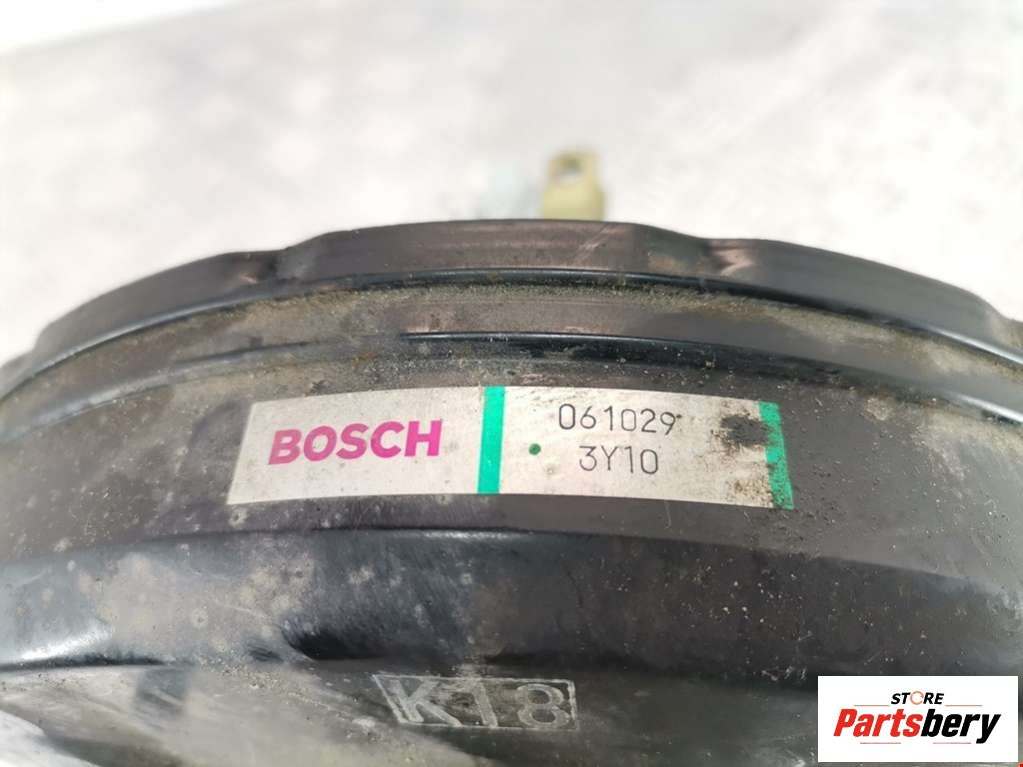 BOSCH
061029
3Y10
K18
STORE
Partsbery